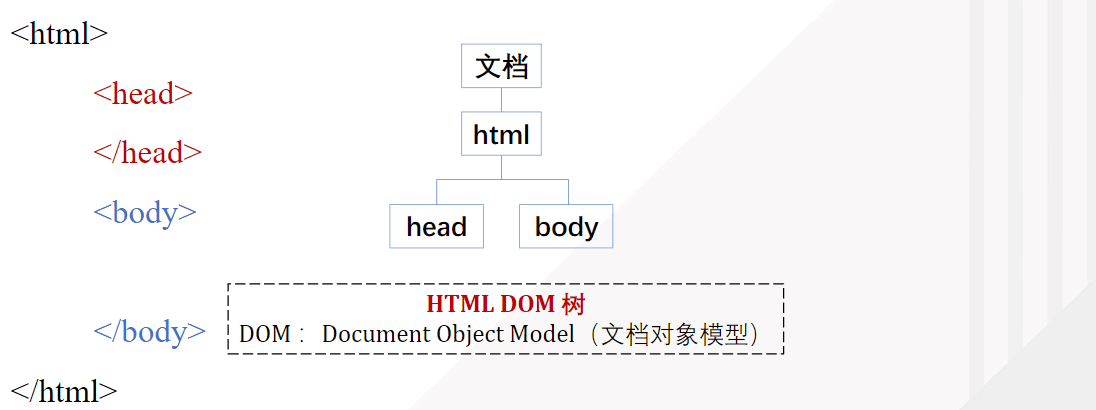 <html>
<head>
</head>
<body>
</body>
</html>
文档
html
head
body
HTML DOM 树
DOM： Document Object Model（文档对象模型）